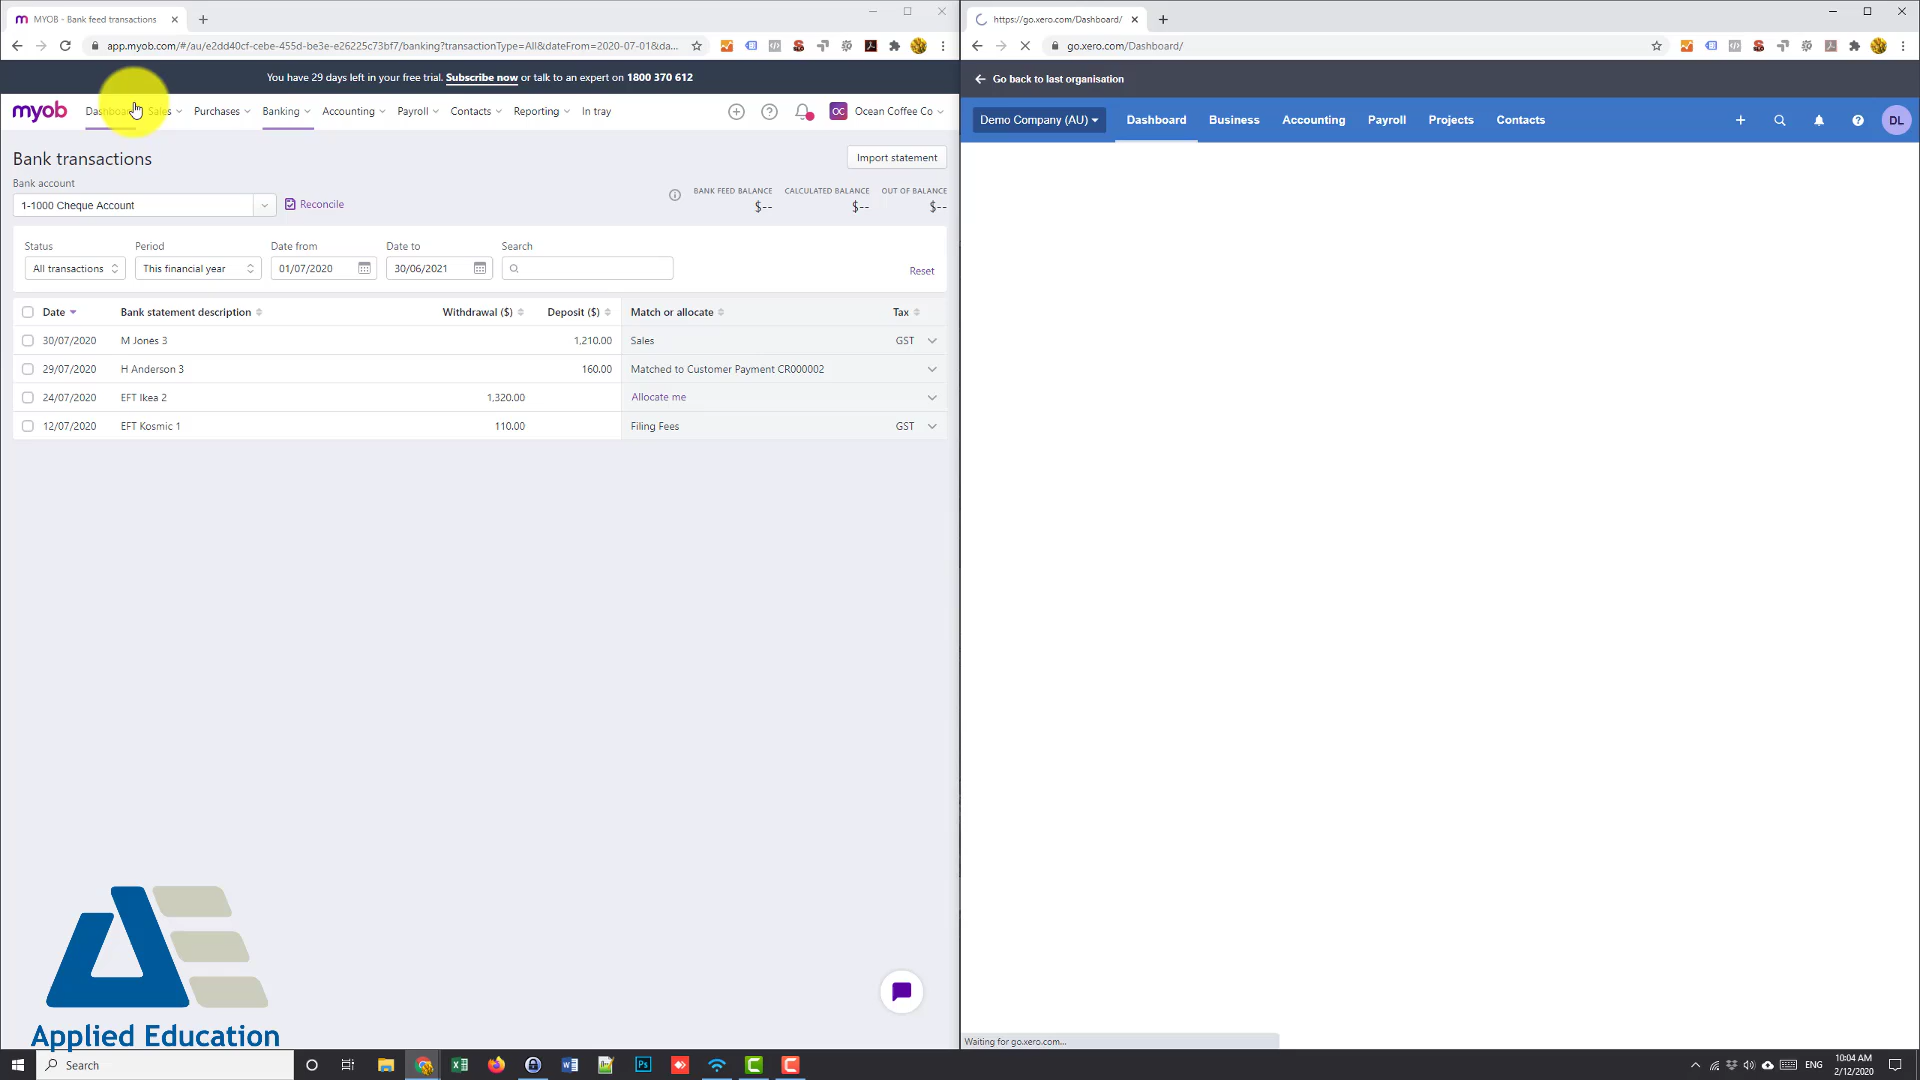 MYOB - Bank feed transactions
https://go.xero.com/Dashboard/
app.myob.com/#/au/e2dd40cf-cebe-455d-be3e-e26225c73bf7/banking?transactionType=All&dateFrom=2020-07-01&da...
go.xero.com/Dashboard/
You have 29 days left in your free trial. Subscribe now or talk to an expert on 1800 370 612
Go back to last organisation
myob Dashboard Sales Purchases Banking Accounting Payroll Contacts Reporting In tray OC Ocean Coffee Co
Demo Company (AU) Dashboard Business Accounting Payroll Projects Contacts DL
Bank transactions
Import statement
Bank account
1-1000 Cheque Account
Reconcile
BANK FEED BALANCE CALCULATED BALANCE OUT OF BALANCE
$-- $-- $--
Status Period Date from Date to Search
All transactions This financial year 01/07/2020 30/06/2021
Reset
Date Bank statement description Withdrawal ($) Deposit ($) Match or allocate Tax
30/07/2020 M Jones 3 1,210.00 Sales GST
29/07/2020 H Anderson 3 160.00 Matched to Customer Payment CR000002
24/07/2020 EFT Ikea 2 1,320.00 Allocate me
12/07/2020 EFT Kosmic 1 110.00 Filing Fees GST
Applied Education
Waiting for go.xero.com...
Search
ENG
10:04 AM
2/12/2020